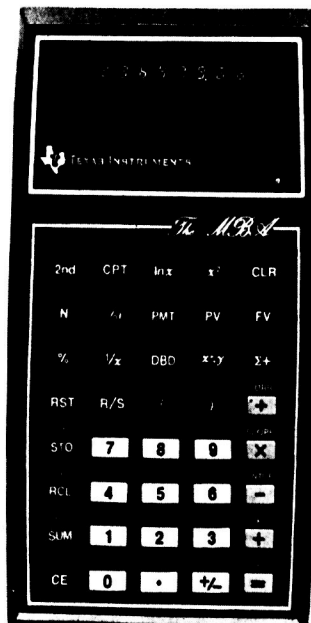 TEXAS INSTRUMENTS
The MBA
2nd CPT lnx x² CLR
N %i PMT PV FV
% 1/x DBD x:y Σ+
RST R/S ( ) ÷
STO 7 8 9 ×
RCL 4 5 6 −
SUM 1 2 3 +
CE 0 . +/− =